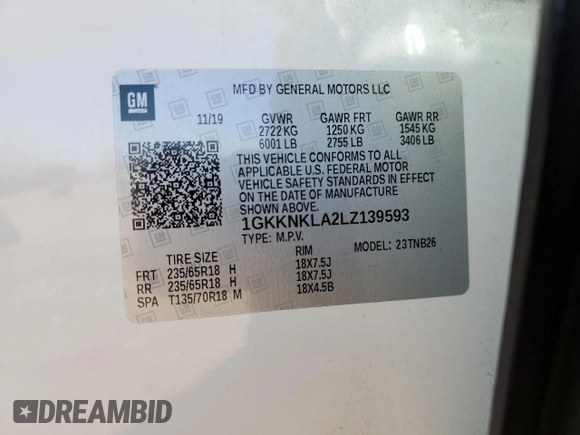 GM
MFD BY GENERAL MOTORS LLC
11/19 GVWR GAWR FRT GAWR RR
2722 KG 1250 KG 1545 KG
6001 LB 2755 LB 3406 LB
THIS VEHICLE CONFORMS TO ALL
APPLICABLE U.S. FEDERAL MOTOR
VEHICLE SAFETY STANDARDS IN EFFECT
ON THE DATE OF MANUFACTURE
SHOWN ABOVE.
1GKKNKLA2LZ139593
TYPE: M.P.V. MODEL: 23TNB26
TIRE SIZE RIM
FRT 235/65R18 H 18X7.5J
RR 235/65R18 H 18X7.5J
SPA T135/70R18 M 18X4.5B
DREAMBID